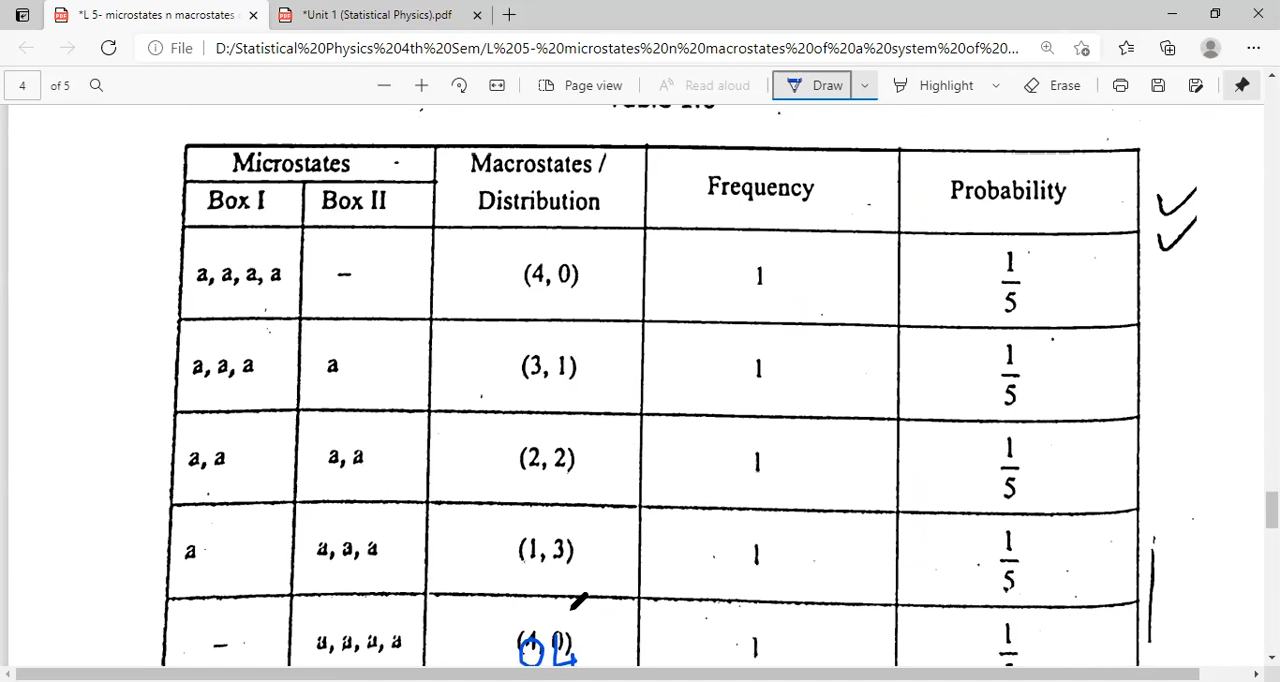 *L 5- microstates n macrostates
*Unit 1 (Statistical Physics).pdf
File D:/Statistical%20Physics%204th%20Sem/L%205-%20microstates%20n%20macrostates%20of%20a%20system%20of%20...
4 of 5 Page view Read aloud Draw Highlight Erase
Microstates Macrostates / Distribution Frequency Probability
Box I Box II
a, a, a, a – (4, 0) 1 1/5
a, a, a a (3, 1) 1 1/5
a, a a, a (2, 2) 1 1/5
a a, a, a (1, 3) 1 1/5
– a, a, a, a (4, 0) 1 1
0 4